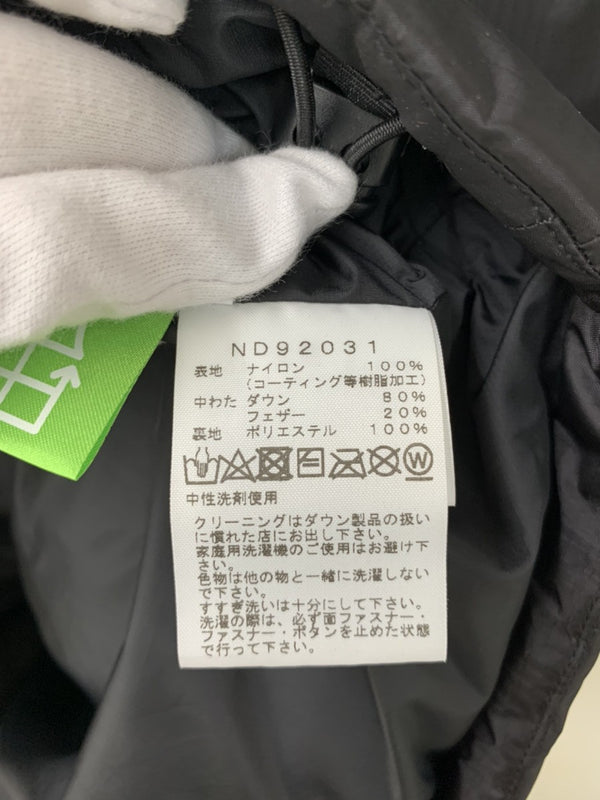 ND92031
表地 ナイロン 100%
(コーティング等樹脂加工)
中わた ダウン 80%
フェザー 20%
裏地 ポリエステル 100%
W
中性洗剤使用
クリーニングはダウン製品の扱い
に慣れた店にお出し下さい。
家庭用洗濯機のご使用はお避け下
さい。
色物は他の物と一緒に洗濯しない
で下さい。
すすぎ洗いは十分にして下さい。
洗濯の際は、必ず面ファスナー・
ファスナー・ボタンを止めた状態
で行って下さい。